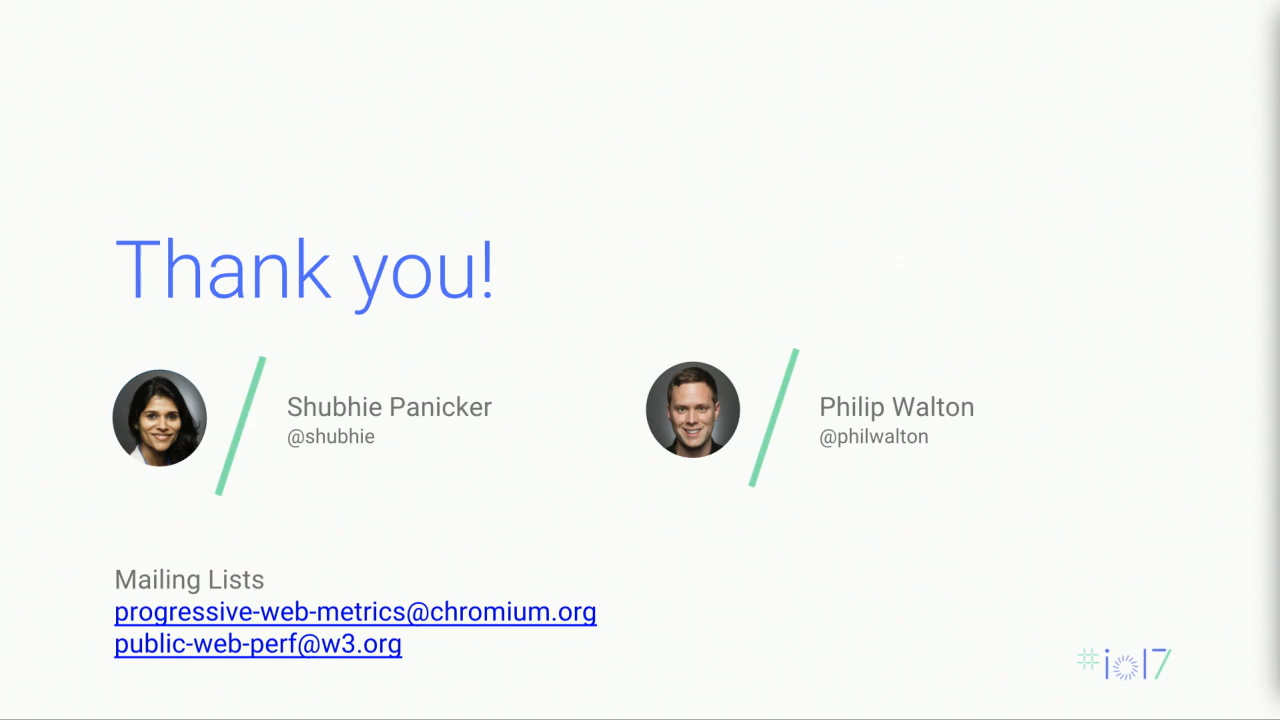 Thank you!
Shubhie Panicker
@shubhie
Philip Walton
@philwalton
Mailing Lists
progressive-web-metrics@chromium.org
public-web-perf@w3.org
#io17